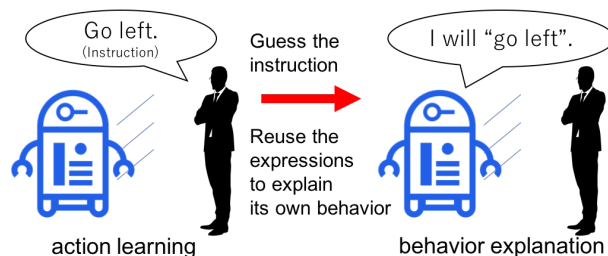 Go left.
(Instruction)
Guess the
instruction
Reuse the
expressions
to explain
its own behavior
I will “go left”.
action learning
behavior explanation